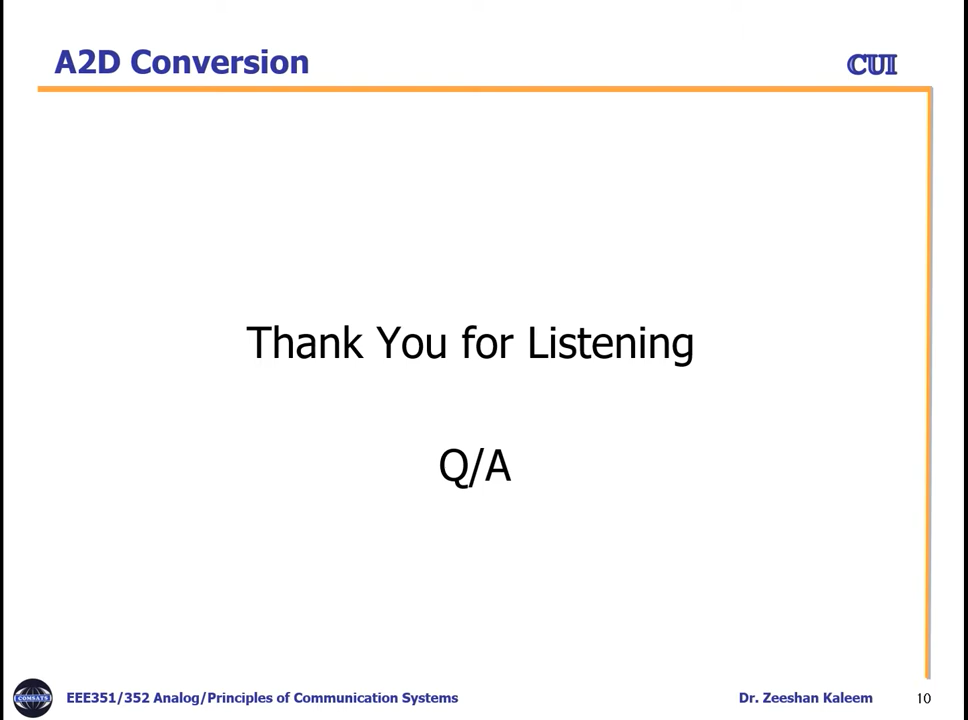 A2D Conversion
CUI
Thank You for Listening
Q/A
COMSATS
EEE351/352 Analog/Principles of Communication Systems
Dr. Zeeshan Kaleem
10